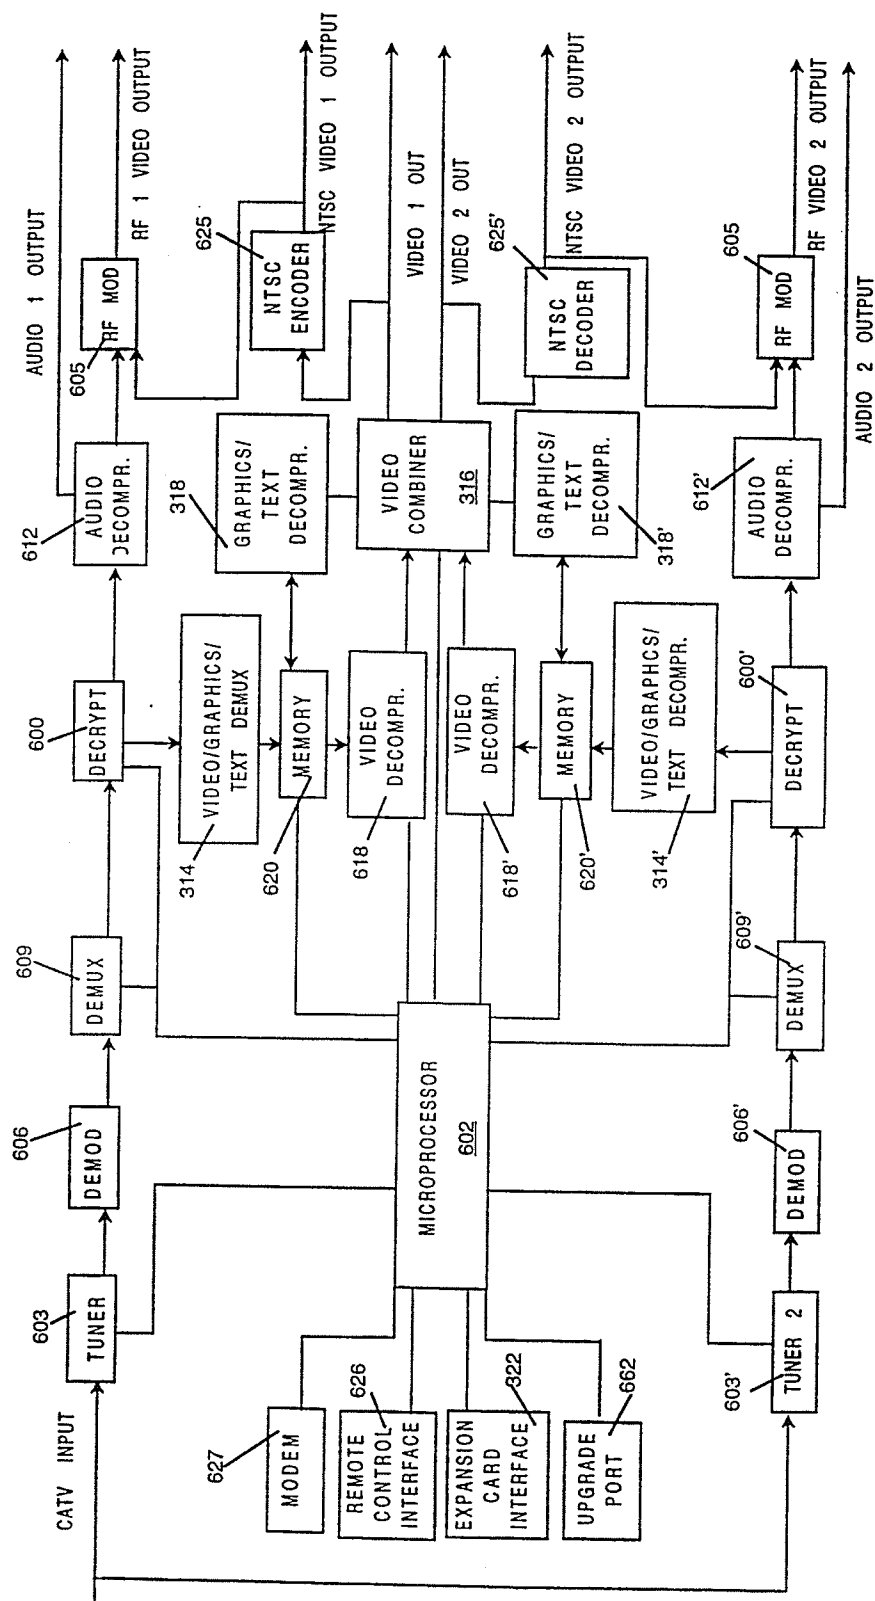 CATV INPUT
603
TUNER
606
DEMOD
609
DEMUX
600
DECRYPT
612
AUDIO
DECOMPR.
605
RF MOD
AUDIO 1 OUTPUT
RF 1 VIDEO OUTPUT
314
VIDEO/GRAPHICS/
TEXT DEMUX
318
GRAPHICS/
TEXT
DECOMPR.
625
NTSC
ENCODER
NTSC VIDEO 1 OUTPUT
627
MODEM
620
MEMORY
626
REMOTE
CONTROL
INTERFACE
MICROPROCESSOR
602
618
VIDEO
DECOMPR.
VIDEO
COMBINER
316
VIDEO 1 OUT
VIDEO 2 OUT
322
EXPANSION
CARD
INTERFACE
618'
VIDEO
DECOMPR.
662
UPGRADE
PORT
620'
MEMORY
318'
GRAPHICS/
TEXT
DECOMPR.
625'
NTSC
DECODER
NTSC VIDEO 2 OUTPUT
314'
VIDEO/GRAPHCS/
TEXT DECOMPR.
603'
TUNER 2
606'
DEMOD
609'
DEMUX
600'
DECRYPT
612'
AUDIO
DECOMPR.
605
RF MOD
RF VIDEO 2 OUTPUT
AUDIO 2 OUTPUT